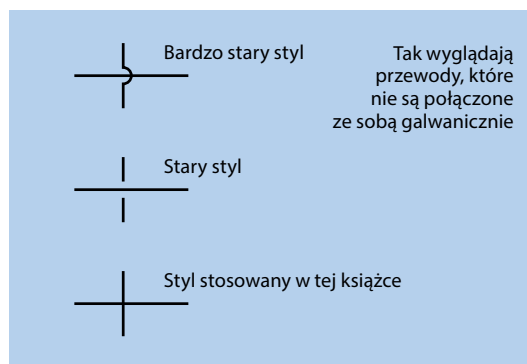 Bardzo stary styl
Tak wyglądają
przewody, które
nie są połączone
ze sobą galwanicznie
Stary styl
Styl stosowany w tej książce